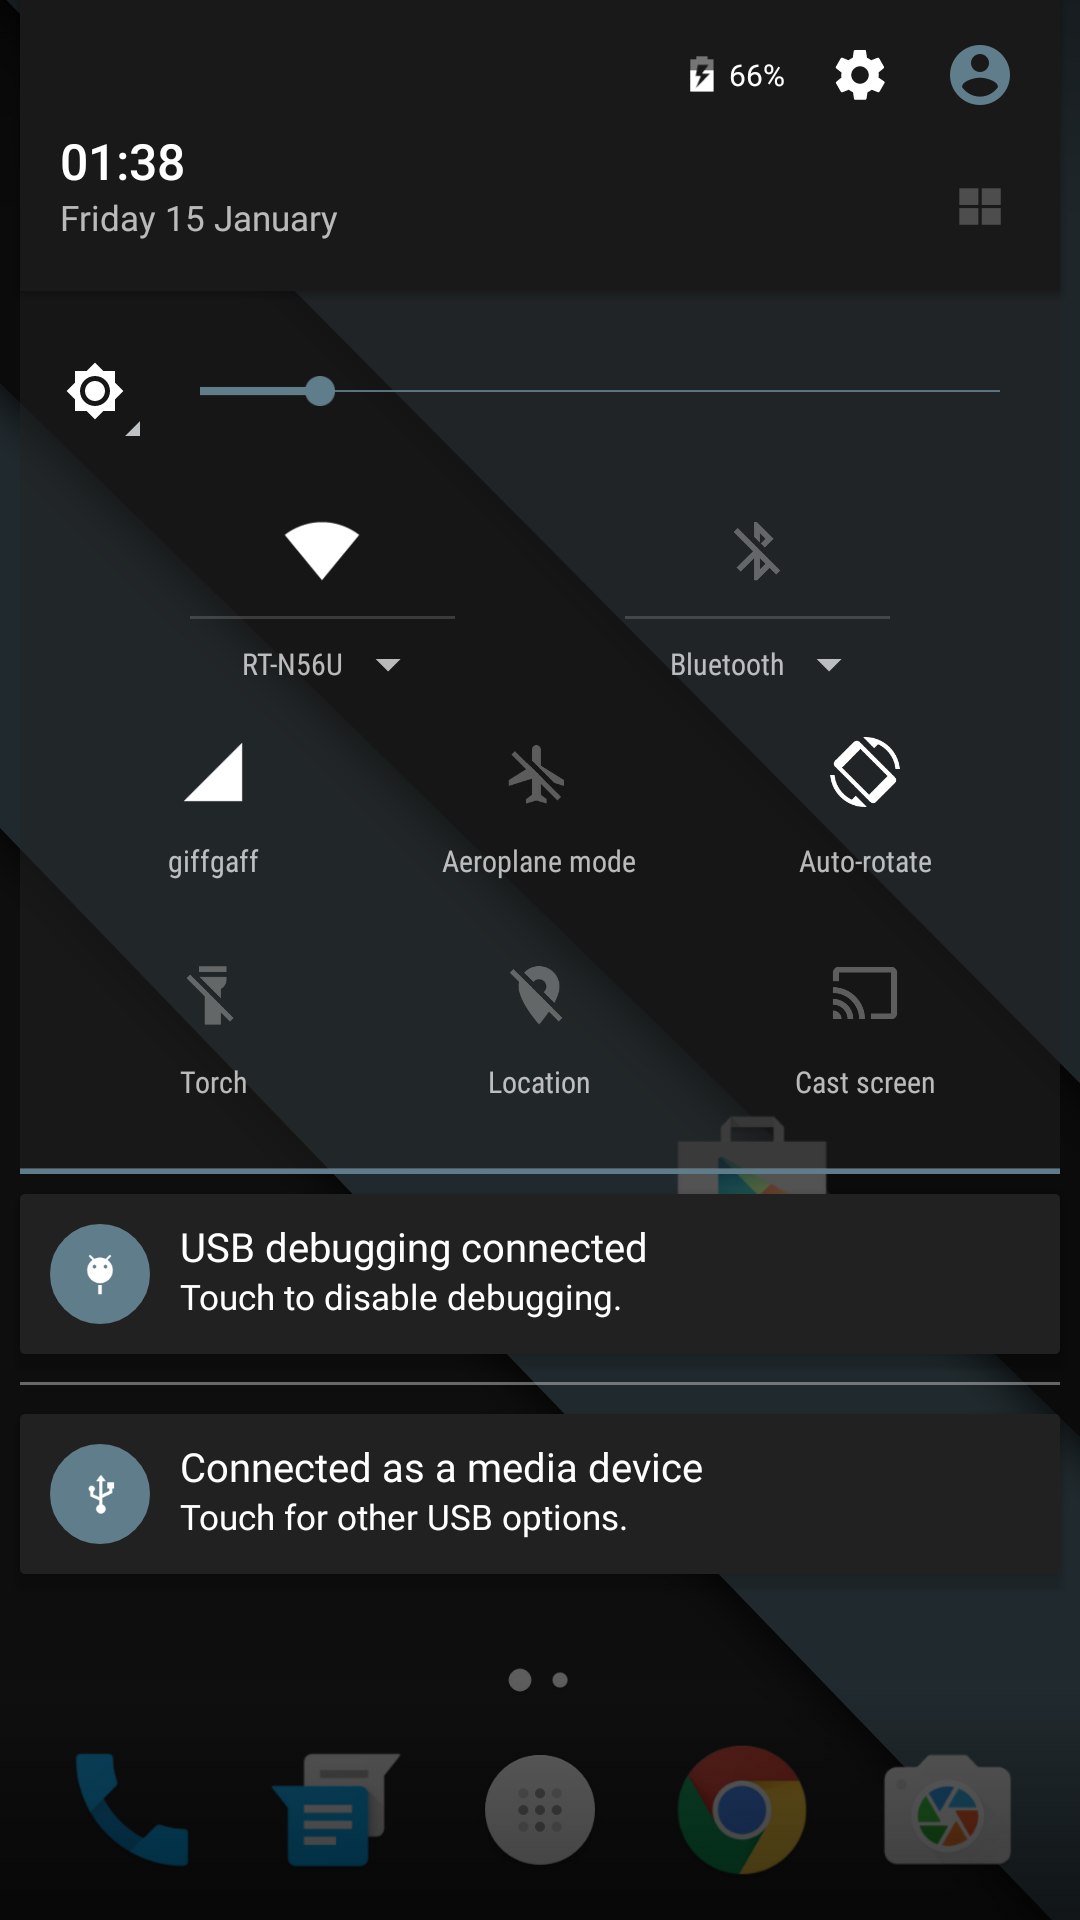 66%
01:38
Friday 15 January
RT-N56U
Bluetooth
giffgaff
Aeroplane mode
Auto-rotate
Torch
Location
Cast screen
USB debugging connected
Touch to disable debugging.
Connected as a media device
Touch for other USB options.